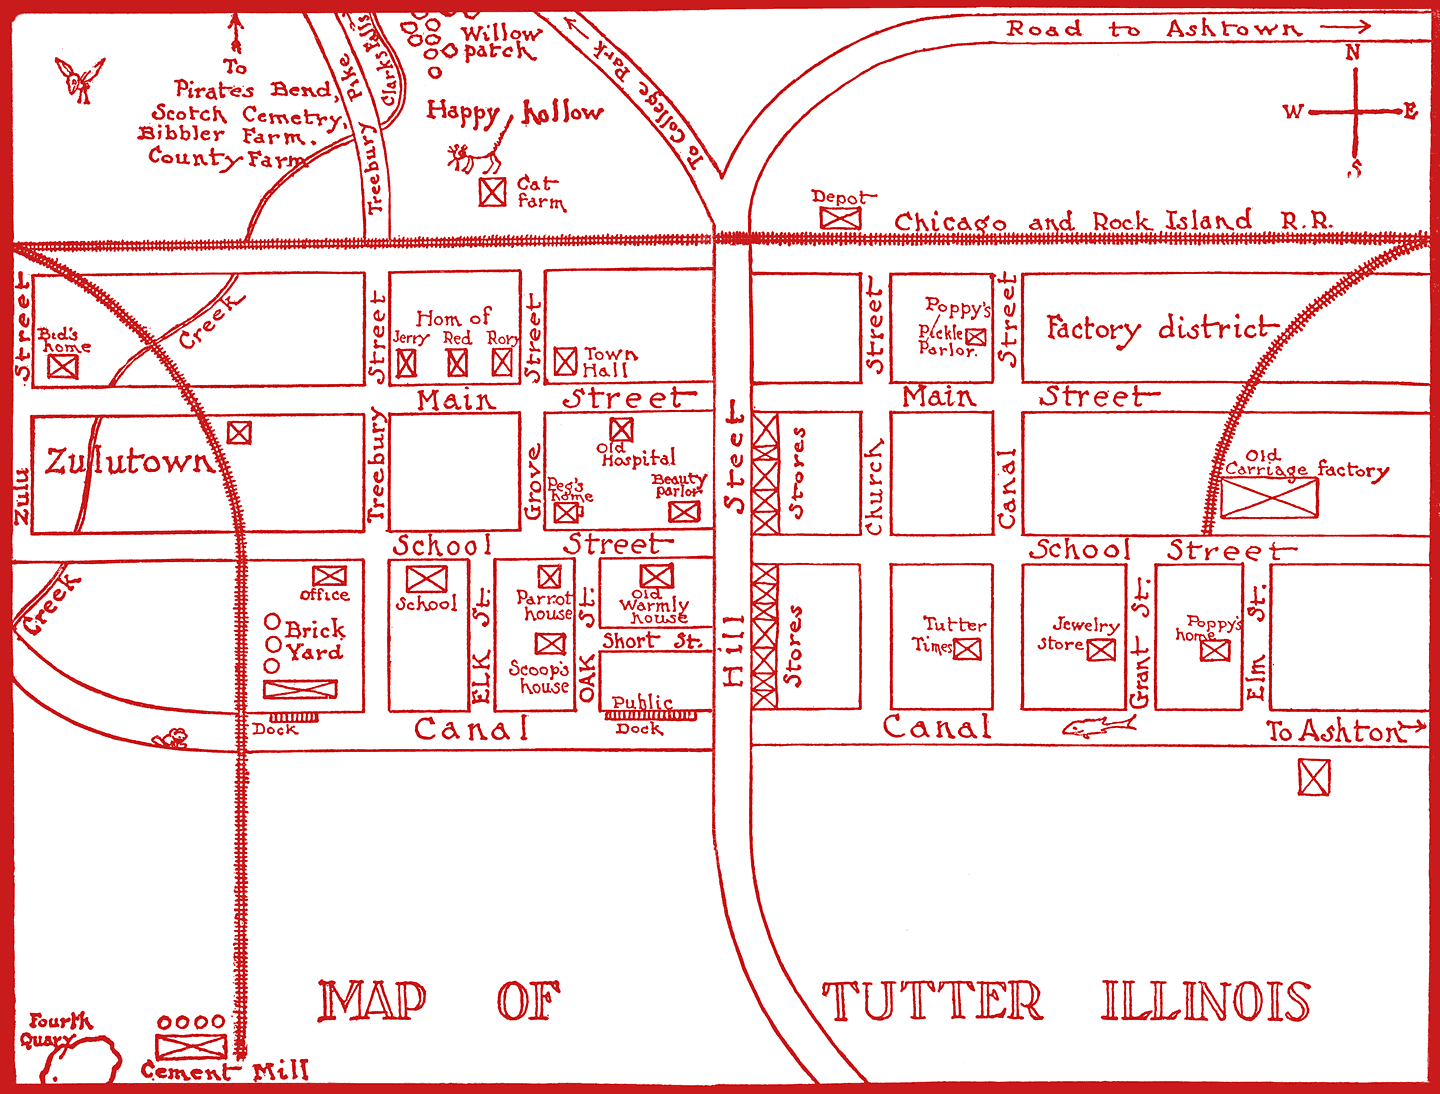 Road to Ashtown
N
W E
S
To
Pirates Bend,
Scotch Cemetry,
Bibbler Farm.
County Farm
Treebury Pike
Clarks Falls
Willow
patch
Happy hollow
Cat
farm
To College Park
Depot
Chicago and Rock Island R.R.
Zulu Street
Bid's
home
Creek
Treebury Street
Hom of
Jerry Red Rory
Grove Street
Town
Hall
Church Street
Poppy's
Pickle
Parlor.
Canal Street
Factory district
Main Street
Main Street
Zulutown
Old
Hospital
Peg's
home
Beauty
parlor
Hill Street
Stores
Old
Carriage factory
School Street
School Street
Creek
office
Brick
Yard
Dock
School
ELK St.
Parrot
house
Scoop's
house
OAK St.
Old
Warmly
house
Short St.
Public
Dock
Stores
Tutter
Times
Jewelry
store
Grant St.
Poppy's
home
Elm St.
Canal
Canal
To Ashton
MAP OF TUTTER ILLINOIS
Fourth
Quary
Cement Mill